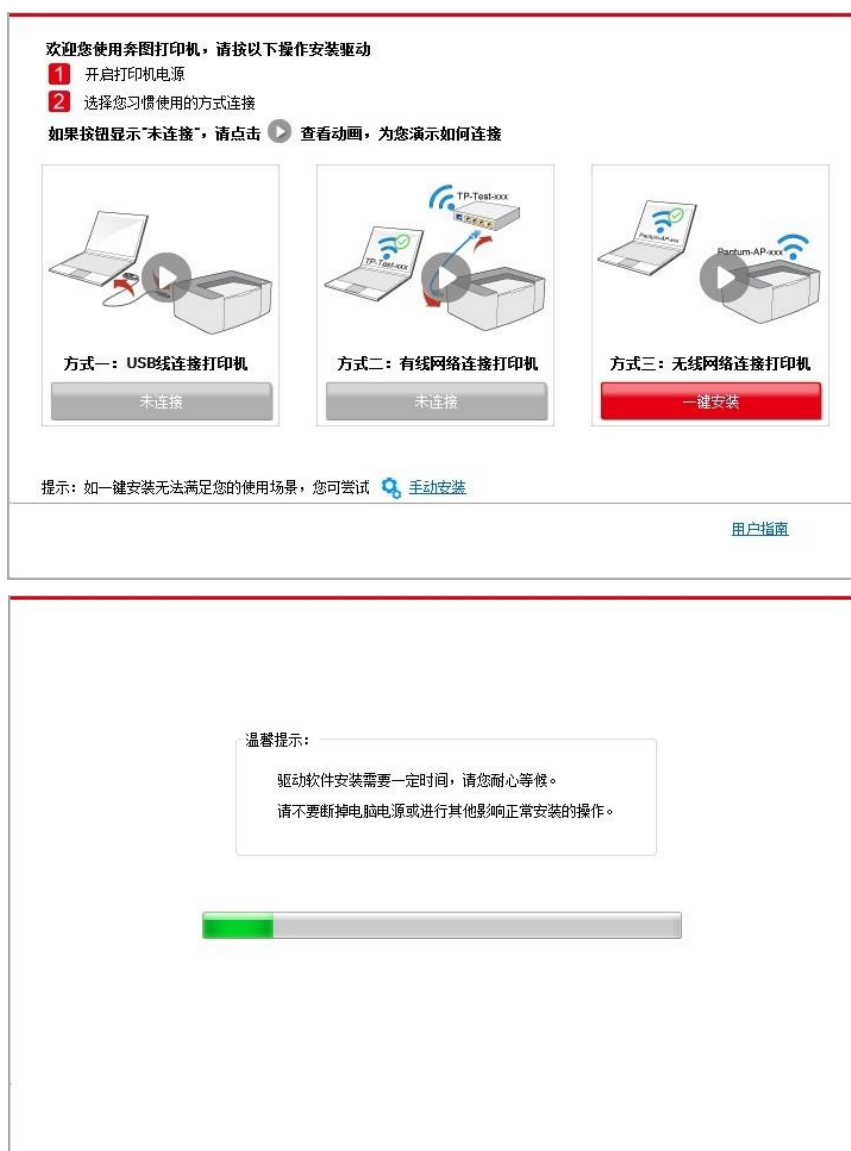 欢迎您使用奔图打印机，请按以下操作安装驱动
1 开启打印机电源
2 选择您习惯使用的方式连接
如果按钮显示"未连接"，请点击 查看动画，为您演示如何连接
TP-Test-xxx
TP-Test-xxx
Pantum-AP-xxx
Pantum-AP-xxx
方式一：USB线连接打印机
方式二：有线网络连接打印机
方式三：无线网络连接打印机
未连接
未连接
一键安装
提示：如一键安装无法满足您的使用场景，您可尝试 手动安装
用户指南
温馨提示：
驱动软件安装需要一定时间，请您耐心等候。
请不要断掉电脑电源或进行其他影响正常安装的操作。